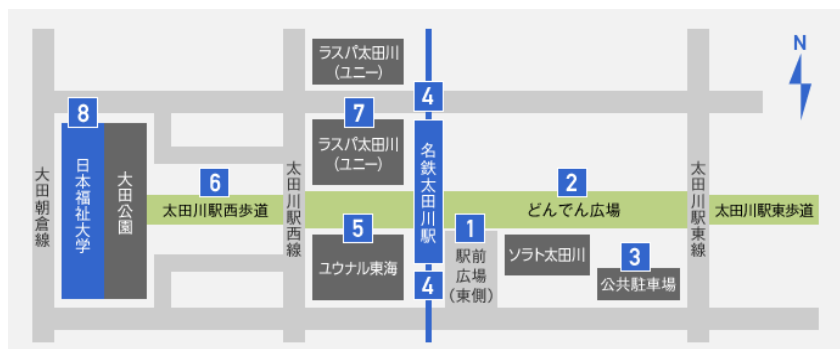 ラスパ太田川
(ユニー)
N
4
8
7
ラスパ太田川
(ユニー)
名鉄太田川駅
大田朝倉線
日本福祉大学
大田公園
6
太田川駅西歩道
太田川駅西線
2
どんでん広場
太田川駅東線
太田川駅東歩道
5
ユウナル東海
4
1
駅前
広場
(東側)
ソラト太田川
3
公共駐車場